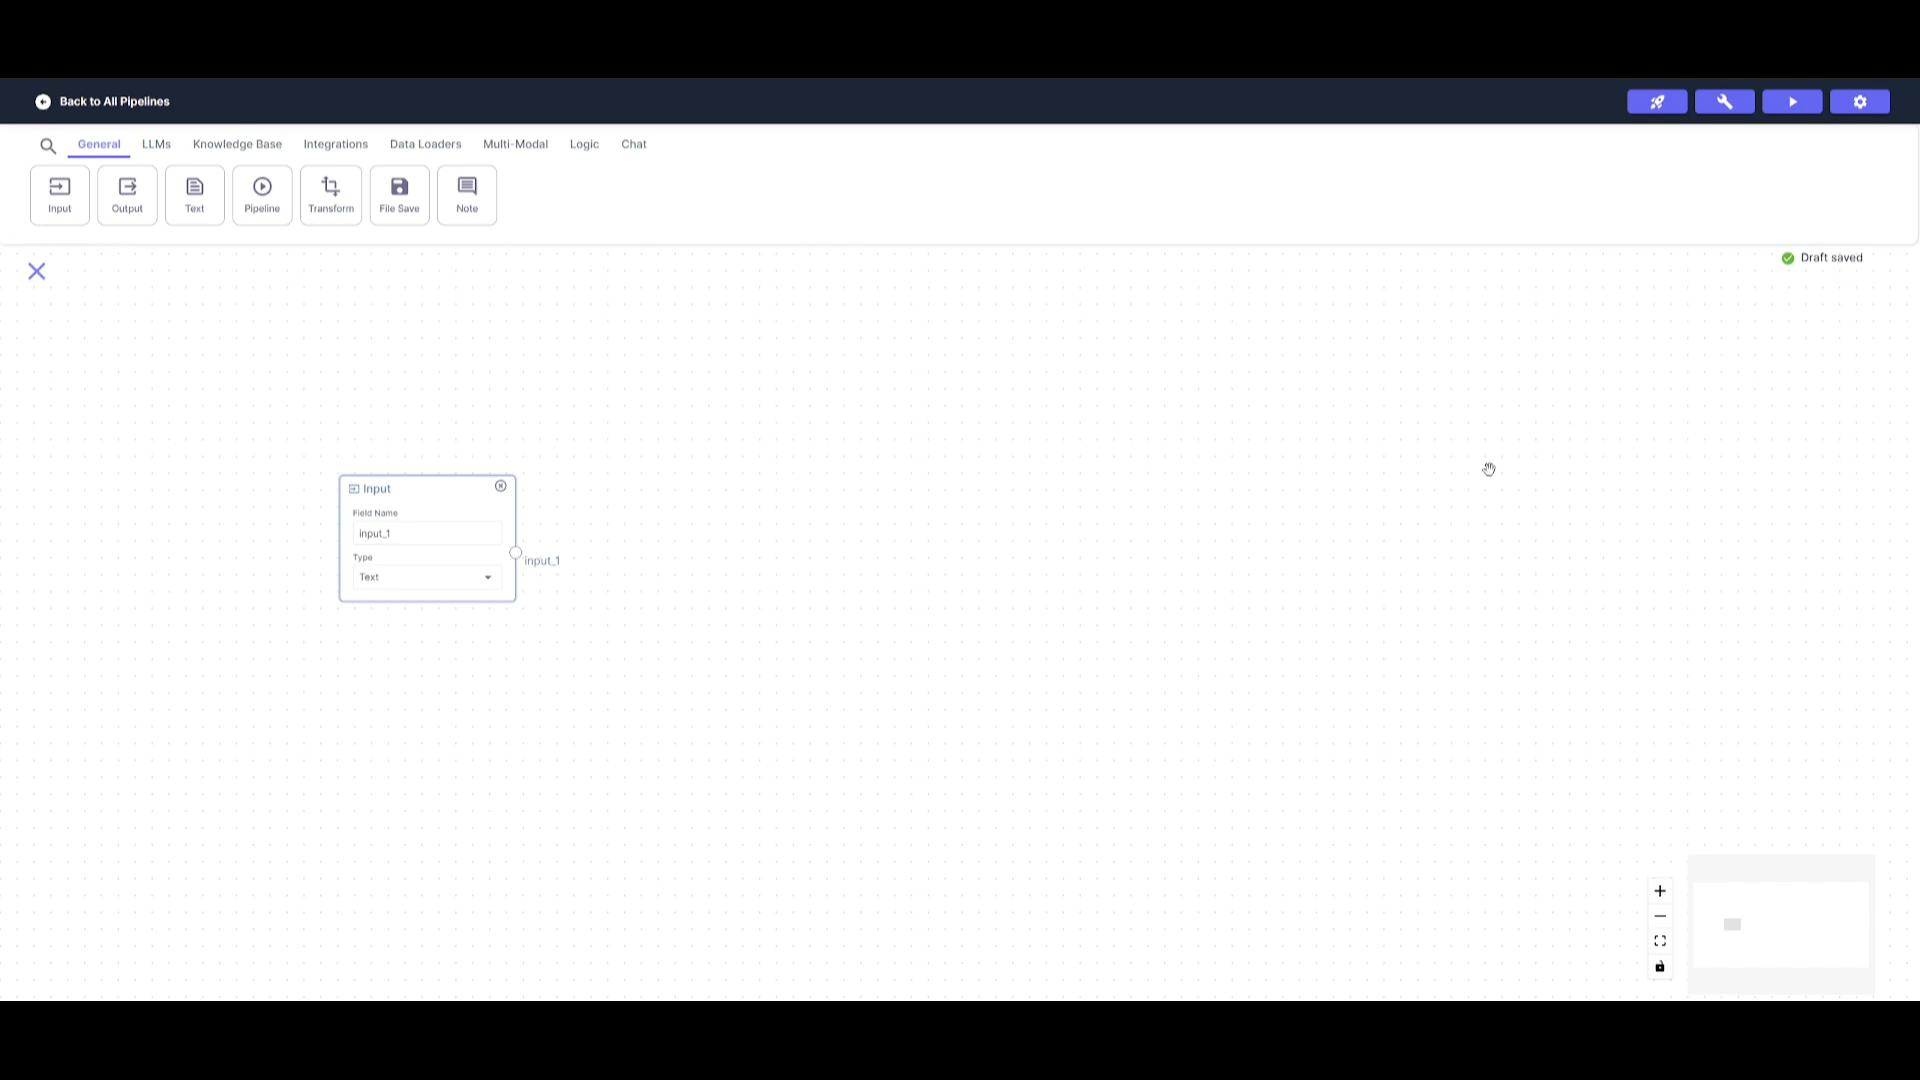 Back to All Pipelines
General LLMs Knowledge Base Integrations Data Loaders Multi-Modal Logic Chat
Input Output Text Pipeline Transform File Save Note
Draft saved
Input
Field Name
input_1
input_1
Type
Text